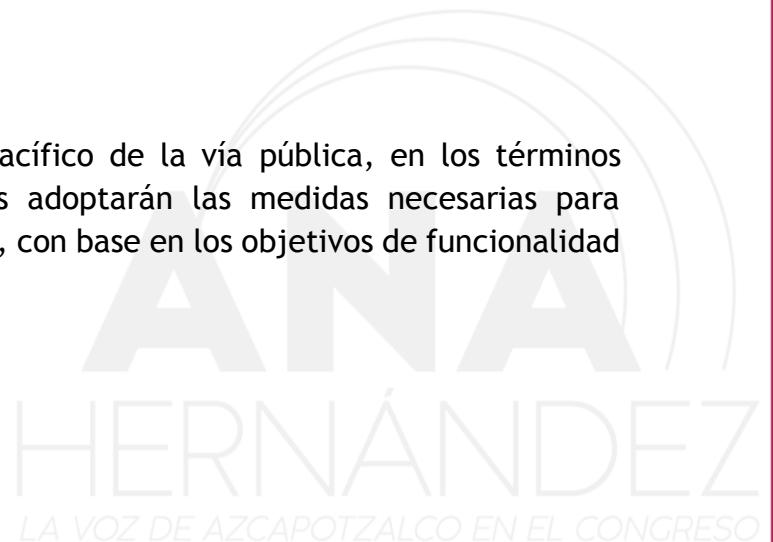 acífico de la vía pública, en los términos
s adoptarán las medidas necesarias para
, con base en los objetivos de funcionalidad
ANA
HERNÁNDEZ
LA VOZ DE AZCAPOTZALCO EN EL CONGRESO